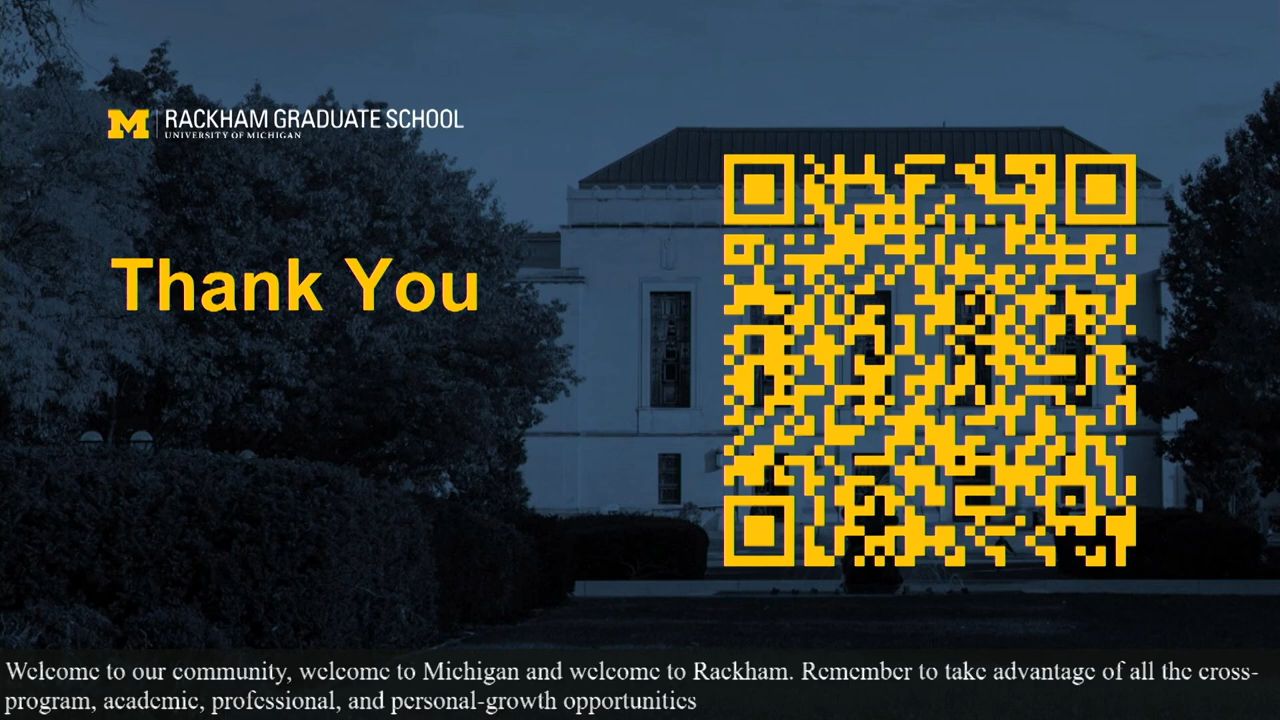 M RACKHAM GRADUATE SCHOOL
UNIVERSITY OF MICHIGAN
Thank You
Welcome to our community, welcome to Michigan and welcome to Rackham. Remember to take advantage of all the cross-
program, academic, professional, and personal-growth opportunities